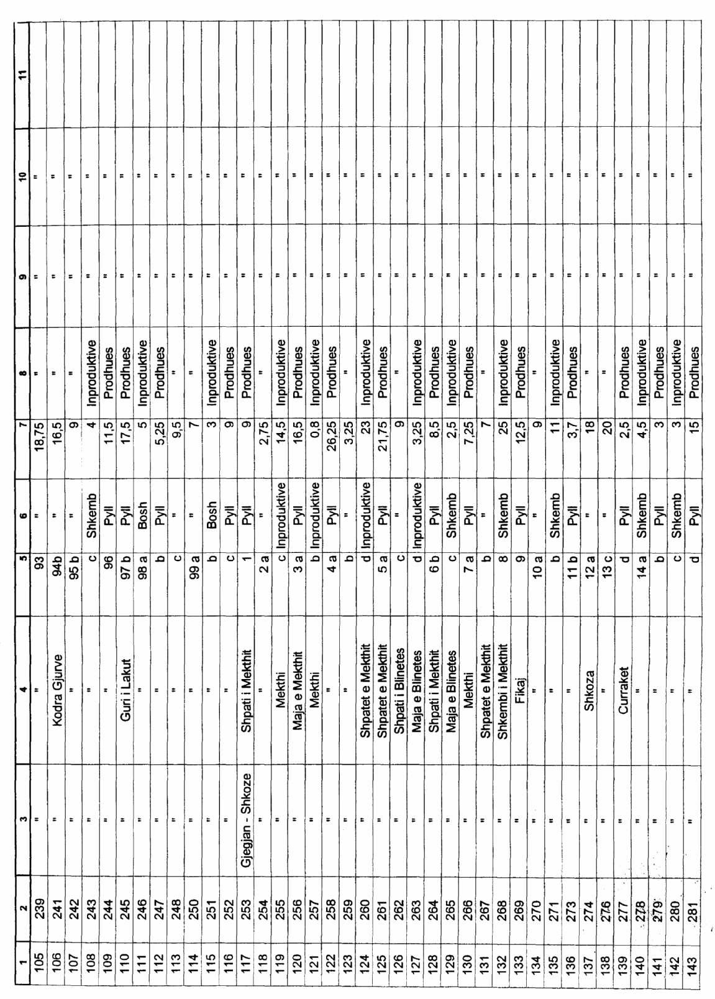 1 2 3 4 5 6 7 8 9 10 11
105 239 " " 93 " 18,75 " " "
106 241 " Kodra Gjurve 94b " 16,5 " " "
107 242 " " 95 b " 9 " " "
108 243 " " c Shkemb 4 Inproduktive " "
109 244 " " 96 Pyll 11,5 Prodhues " "
110 245 " Guri i Lakut 97 b Pyll 17,5 Prodhues " "
111 246 " " 98 a Bosh 5 Inproduktive " "
112 247 " " b Pyll 5,25 Prodhues " "
113 248 " " c " 9,5 " " "
114 250 " " 99 a " 7 " " "
115 251 " " b Bosh 3 Inproduktive " "
116 252 " " c Pyll 9 Prodhues " "
117 253 Gjegjan - Shkoze Shpati i Mekthit 1 Pyll 9 Prodhues " "
118 254 " " 2 a " 2,75 " " "
119 255 " Mekthi c Inproduktive 14,5 Inproduktive " "
120 256 " Maja e Mekthit 3 a Pyll 16,5 Prodhues " "
121 257 " Mekthi b Inproduktive 0,8 Inproduktive " "
122 258 " " 4 a Pyll 26,25 Prodhues " "
123 259 " " b " 3,25 " " "
124 260 " Shpatet e Mekthit d Inproduktive 23 Inproduktive " "
125 261 " Shpatet e Mekthit 5 a Pyll 21,75 Prodhues " "
126 262 " Shpati i Blinetes c " 9 " " "
127 263 " Maja e Blinetes d Inproduktive 3,25 Inproduktive " "
128 264 " Shpati i Mekthit 6 b Pyll 8,5 Prodhues " "
129 265 " Maja e Blinetes c Shkemb 2,5 Inproduktive " "
130 266 " Mekthi 7 a Pyll 7,25 Prodhues " "
131 267 " Shpatet e Mekthit b " 7 " " "
132 268 " Shkembi i Mekthit 8 Shkemb 25 Inproduktive " "
133 269 " Fikaj 9 Pyll 12,5 Prodhues " "
134 270 " " 10 a " 9 " " "
135 271 " " b Shkemb 11 Inproduktive " "
136 273 " " 11 b Pyll 3,7 Prodhues " "
137 274 " Shkoza 12 a " 18 " " "
138 276 " " 13 c " 20 " " "
139 277 " Curraket d Pyll 2,5 Prodhues " "
140 278 " " 14 a Shkemb 4,5 Inproduktive " "
141 279 " " b Pyll 3 Prodhues " "
142 280 " " c Shkemb 3 Inproduktive " "
143 281 " " d Pyll 15 Prodhues " "